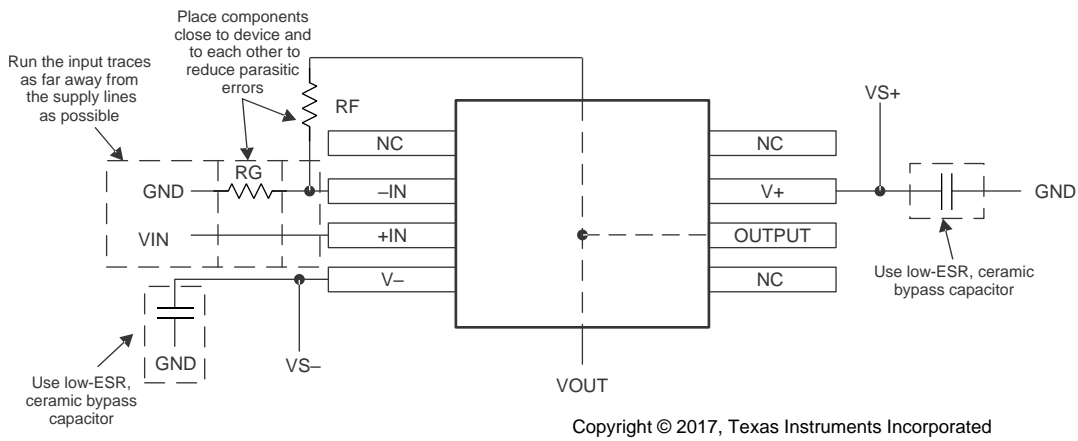 Place components
close to device and
to each other to
reduce parasitic
errors
Run the input traces
as far away from
the supply lines
as possible
RF
VS+
NC
NC
RG
GND
–IN
V+
GND
VIN
+IN
OUTPUT
V–
NC
Use low-ESR, ceramic
bypass capacitor
GND
VS–
Use low-ESR,
ceramic bypass
capacitor
VOUT
Copyright © 2017, Texas Instruments Incorporated